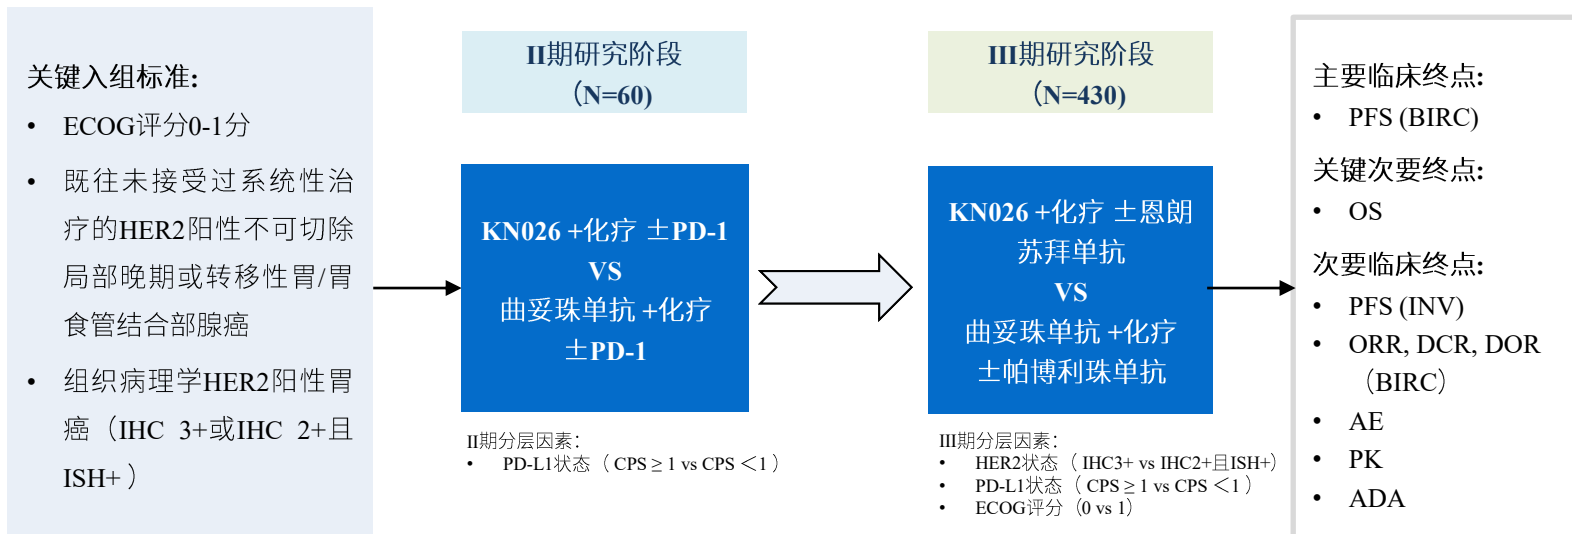 关键入组标准:
• ECOG评分0-1分
• 既往未接受过系统性治
疗的HER2阳性不可切除
局部晚期或转移性胃/胃
食管结合部腺癌
• 组织病理学HER2阳性胃
癌（IHC 3+或IHC 2+且
ISH+ ）
II期研究阶段
（N=60)
KN026 +化疗 ±PD-1
VS
曲妥珠单抗 +化疗
±PD-1
II期分层因素：
• PD-L1状态（ CPS ≥ 1 vs CPS ＜1 ）
III期研究阶段
（N=430)
KN026 +化疗 ±恩朗
苏拜单抗
VS
曲妥珠单抗 +化疗
±帕博利珠单抗
III期分层因素：
• HER2状态（ IHC3+ vs IHC2+且ISH+）
• PD-L1状态（ CPS ≥ 1 vs CPS ＜1 ）
• ECOG评分（0 vs 1）
主要临床终点:
• PFS (BIRC)
关键次要终点:
• OS
次要临床终点:
• PFS (INV)
• ORR, DCR, DOR
（BIRC）
• AE
• PK
• ADA